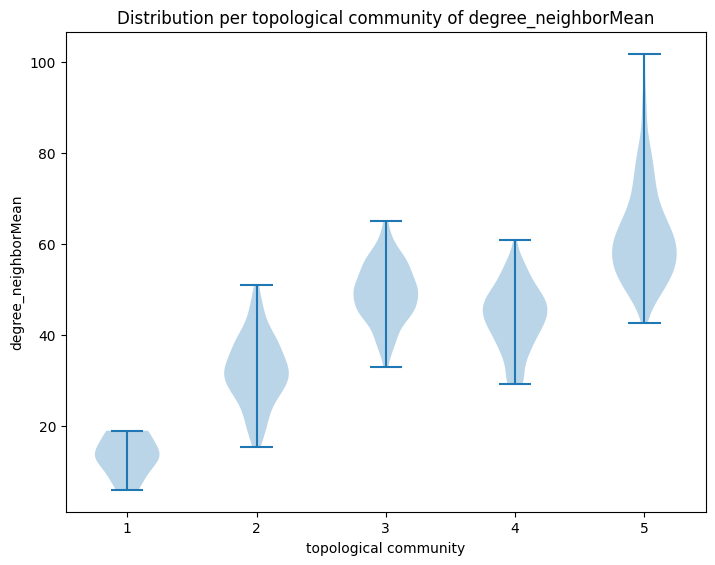 Distribution per topological community of degree_neighborMean
100
80
60
40
20
degree_neighborMean
1 2 3 4 5
topological community